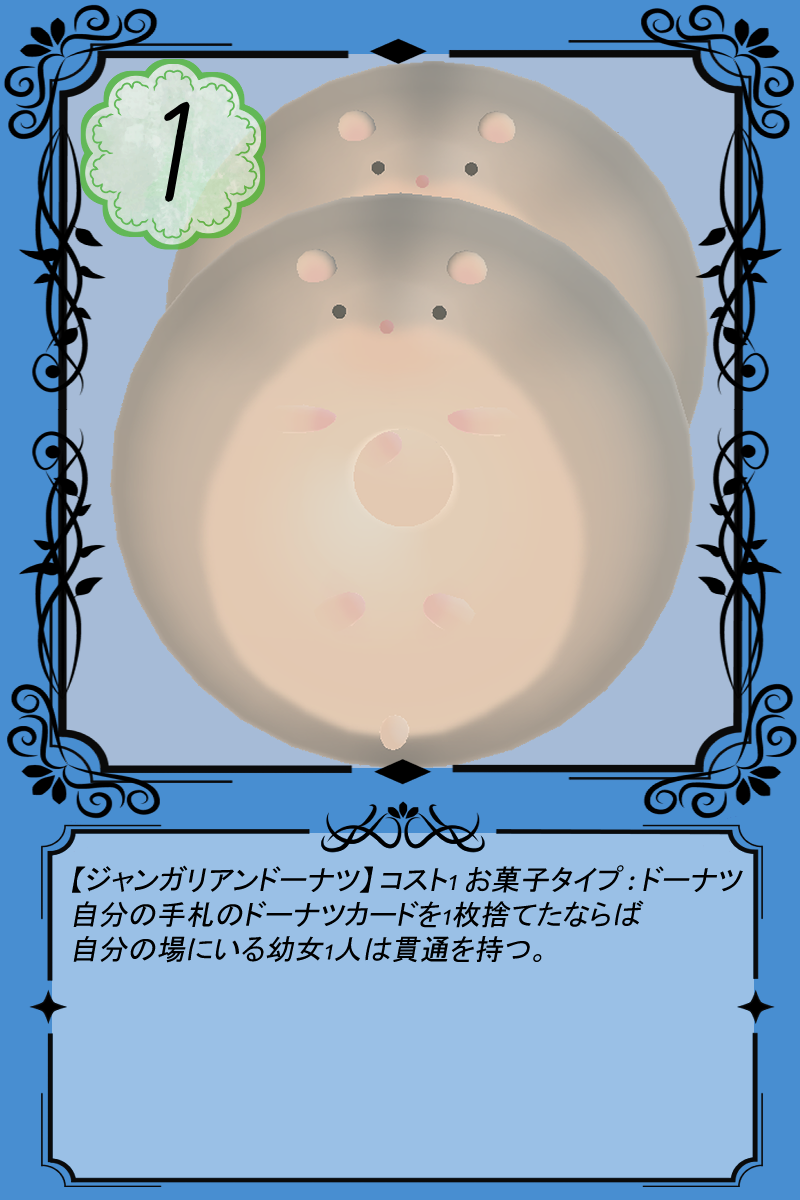 1
【ジャンガリアンドーナツ】コスト1 お菓子タイプ:ドーナツ
自分の手札のドーナツカードを1枚捨てたならば
自分の場にいる幼女1人は貫通を持つ。